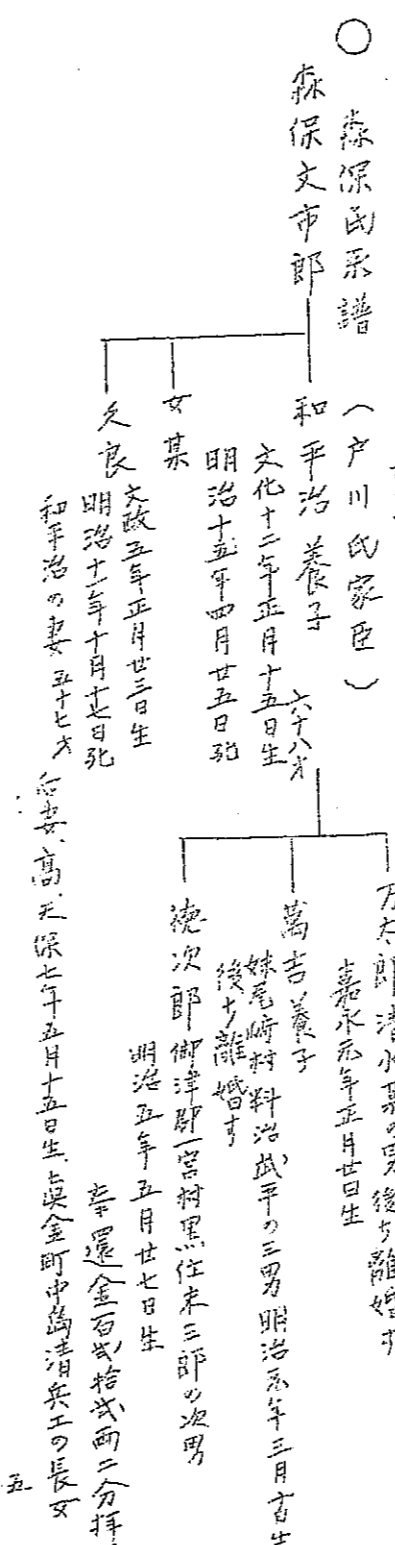 ○ 森保氏系譜（戸川氏家臣）
森保文市郎
和平治 養子 六十八才
文化十二年正月十五日生
明治十五年四月廿五日死
女某
久良
文政五年正月廿三日生
明治十一年十月十七日死
和平治の妻 五十七才
后妻、高、天保七年五月十五日生、与奥金町中島清兵工の長女
万太郎 清水某の男 後ち離婚す
嘉永元年正月廿日生
萬吉 養子
妹尾崎村料治武平の三男 明治元年三月 生
後ち離婚す
徳次郎 御津郡一宮村黒住末三郎の次男
明治五年五月廿七日生
奉還金百弐拾弐両二分拝
五